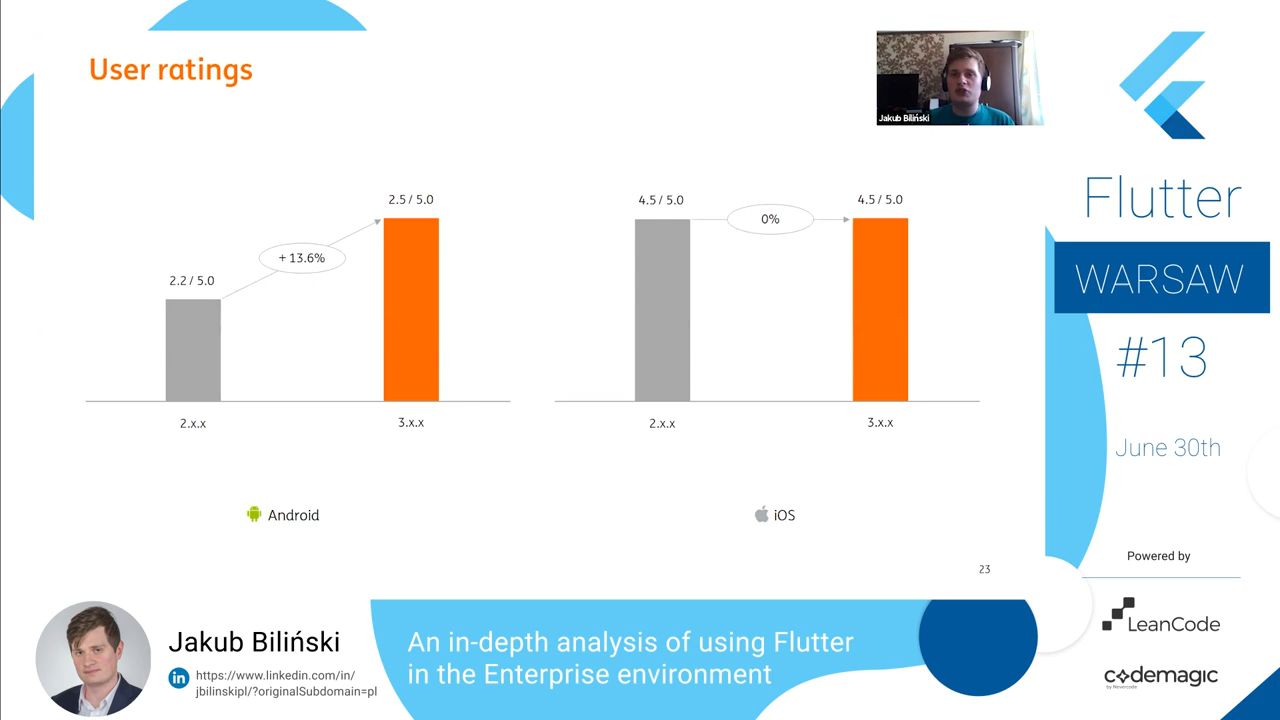 User ratings
Jakub Biliński
2.2 / 5.0
+ 13.6%
2.5 / 5.0
2.x.x
3.x.x
Android
4.5 / 5.0
0%
4.5 / 5.0
2.x.x
3.x.x
iOS
23
Flutter
WARSAW
#13
June 30th
Powered by
LeanCode
codemagic
by Nevercode
Jakub Biliński
in
https://www.linkedin.com/in/
jbilinskipl/?originalSubdomain=pl
An in-depth analysis of using Flutter
in the Enterprise environment